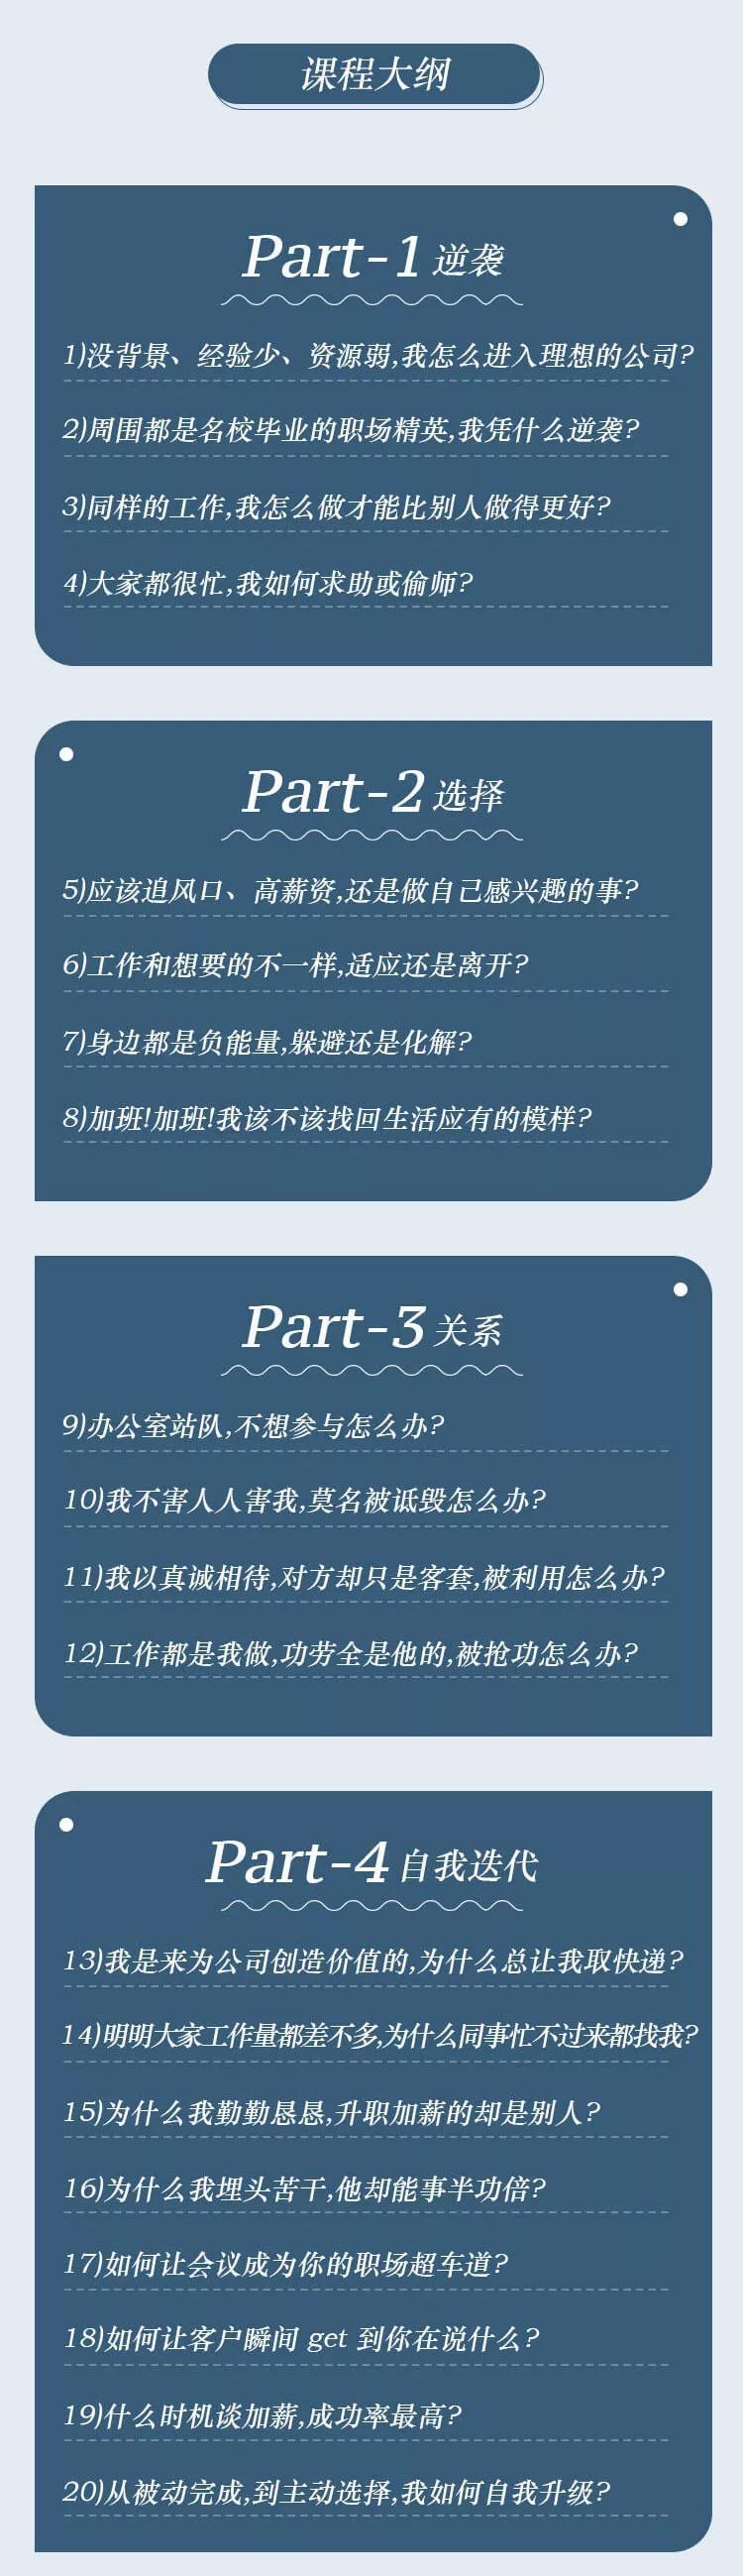 课程大纲
Part-1 逆袭
1)没背景、经验少、资源弱,我怎么进入理想的公司?
2)周围都是名校毕业的职场精英,我凭什么逆袭?
3)同样的工作,我怎么做才能比别人做得更好?
4)大家都很忙,我如何求助或偷师?
Part-2 选择
5)应该追风口、高薪资,还是做自己感兴趣的事?
6)工作和想要的不一样,适应还是离开?
7)身边都是负能量,躲避还是化解?
8)加班!加班!我该不该找回生活应有的模样?
Part-3 关系
9)办公室站队,不想参与怎么办?
10)我不害人人害我,莫名被诋毁怎么办?
11)我以真诚相待,对方却只是客套,被利用怎么办?
12)工作都是我做,功劳全是他的,被抢功怎么办?
Part-4 自我迭代
13)我是来为公司创造价值的,为什么总让我取快递?
14)明明大家工作量都差不多,为什么同事忙不过来都找我?
15)为什么我勤勤恳恳,升职加薪的却是别人?
16)为什么我埋头苦干,他却能事半功倍?
17)如何让会议成为你的职场超车道?
18)如何让客户瞬间 get 到你在说什么?
19)什么时机谈加薪,成功率最高?
20)从被动完成,到主动选择,我如何自我升级?